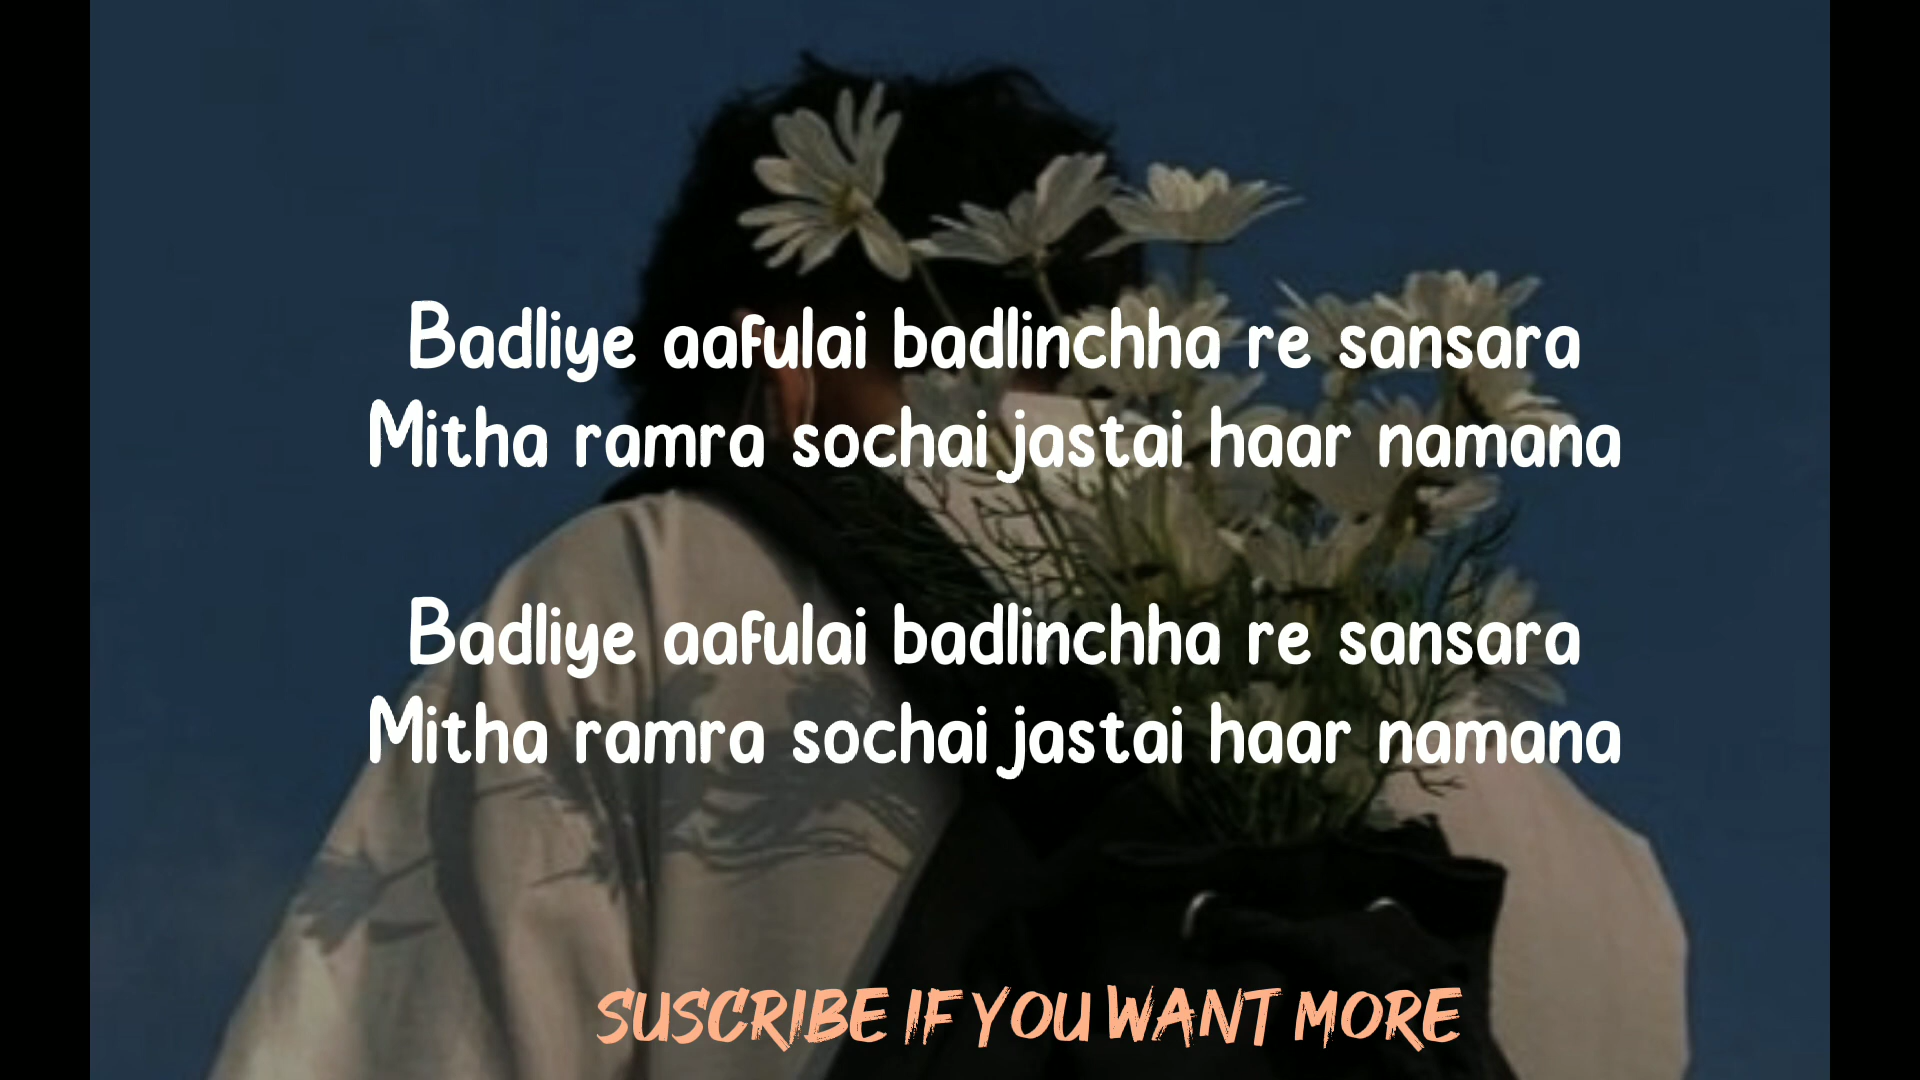 Badliye aafulai badlinchha re sansara
Mitha ramra sochai jastai haar namana
Badliye aafulai badlinchha re sansara
Mitha ramra sochai jastai haar namana
SUSCRIBE IF YOU WANT MORE